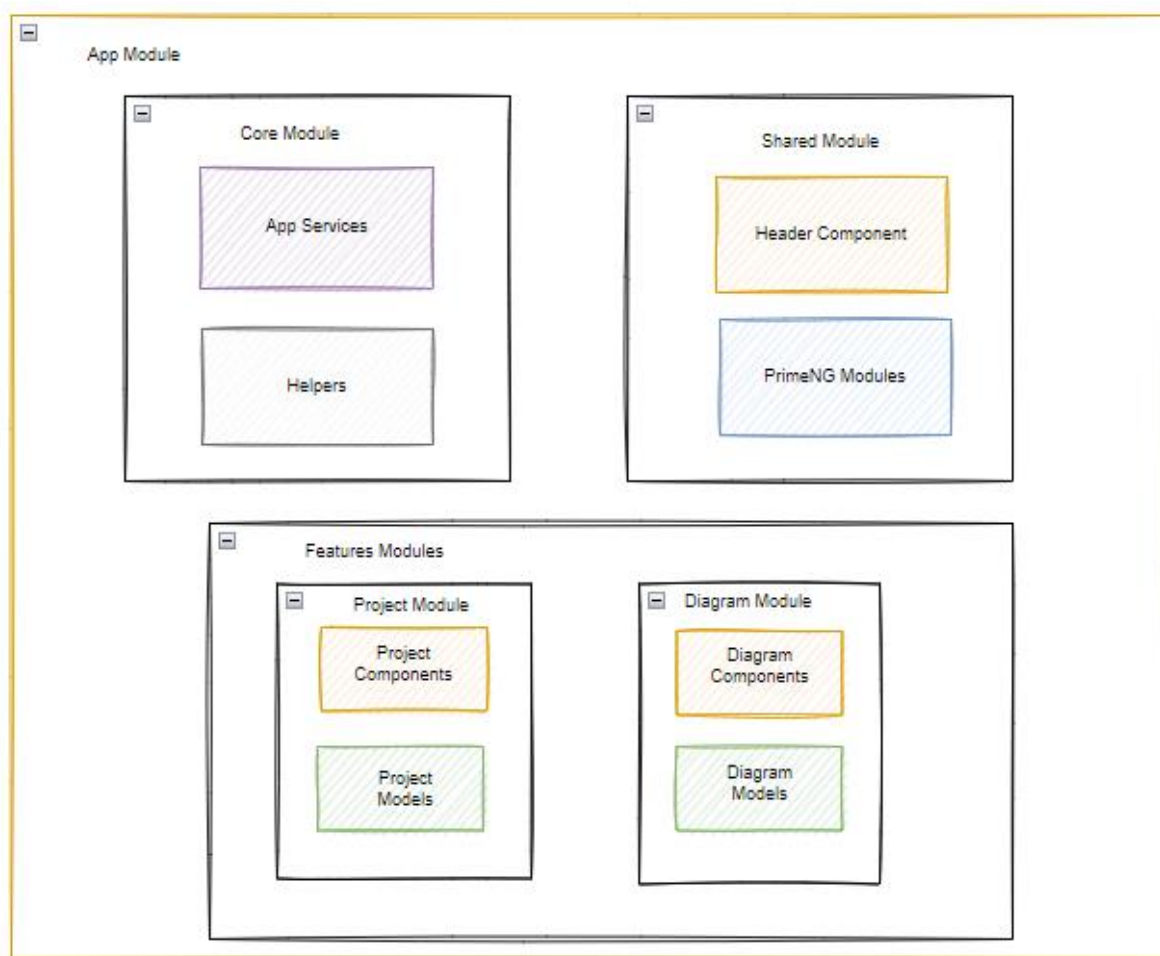 App Module
Core Module
App Services
Helpers
Shared Module
Header Component
PrimeNG Modules
Features Modules
Project Module
Project
Components
Project
Models
Diagram Module
Diagram
Components
Diagram
Models